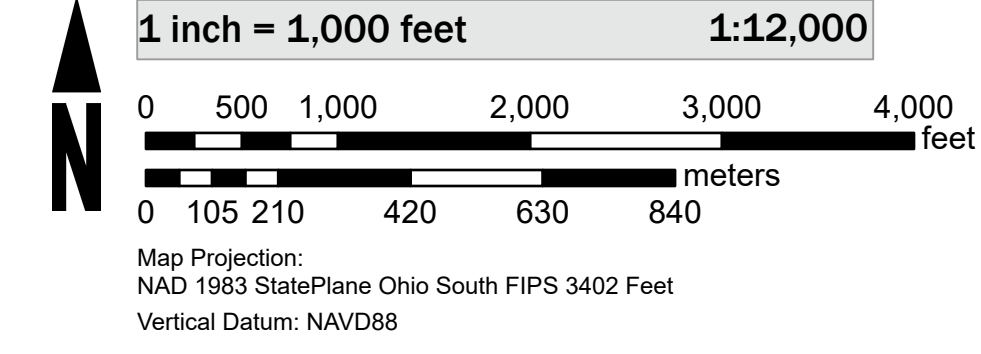 1 inch = 1,000 feet 1:12,000
0 500 1,000 2,000 3,000 4,000
feet
meters
0 105 210 420 630 840
N
Map Projection:
NAD 1983 StatePlane Ohio South FIPS 3402 Feet
Vertical Datum: NAVD88